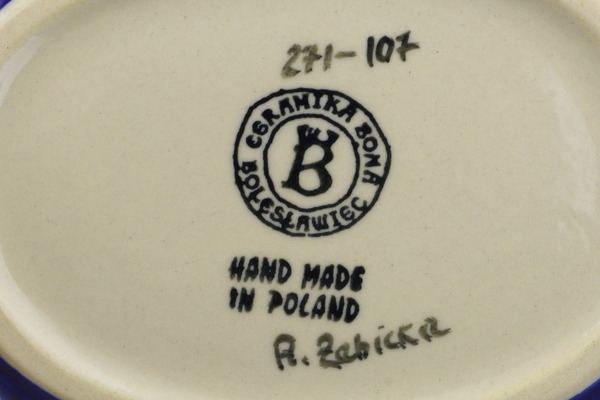 271-107
CERAMIKA BONA
BOLESŁAWIEC
B
HAND MADE
IN POLAND
A. Zabicka